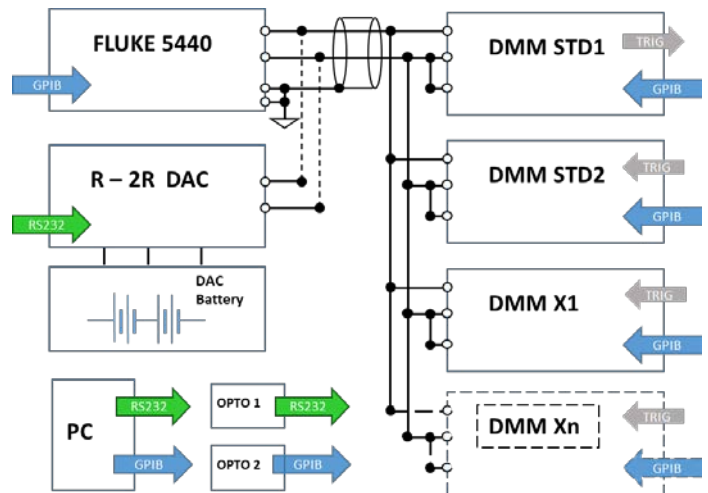 FLUKE 5440
GPIB
R – 2R DAC
RS232
DAC
Battery
PC
RS232
GPIB
OPTO 1
RS232
OPTO 2
GPIB
DMM STD1
TRIG
GPIB
DMM STD2
TRIG
GPIB
DMM X1
TRIG
GPIB
DMM Xn
TRIG
GPIB